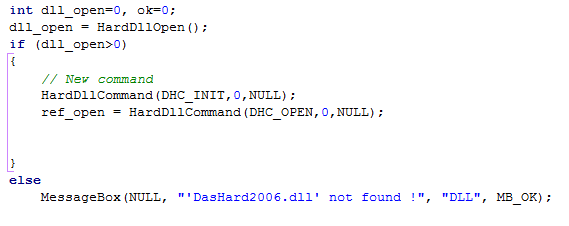 int dll_open=0, ok=0;
dll_open = HardDllOpen();
if (dll_open>0)
{
// New command
HardDllCommand(DHC_INIT,0,NULL);
ref_open = HardDllCommand(DHC_OPEN,0,NULL);
}
else
MessageBox(NULL, "'DasHard2006.dll' not found !", "DLL", MB_OK);